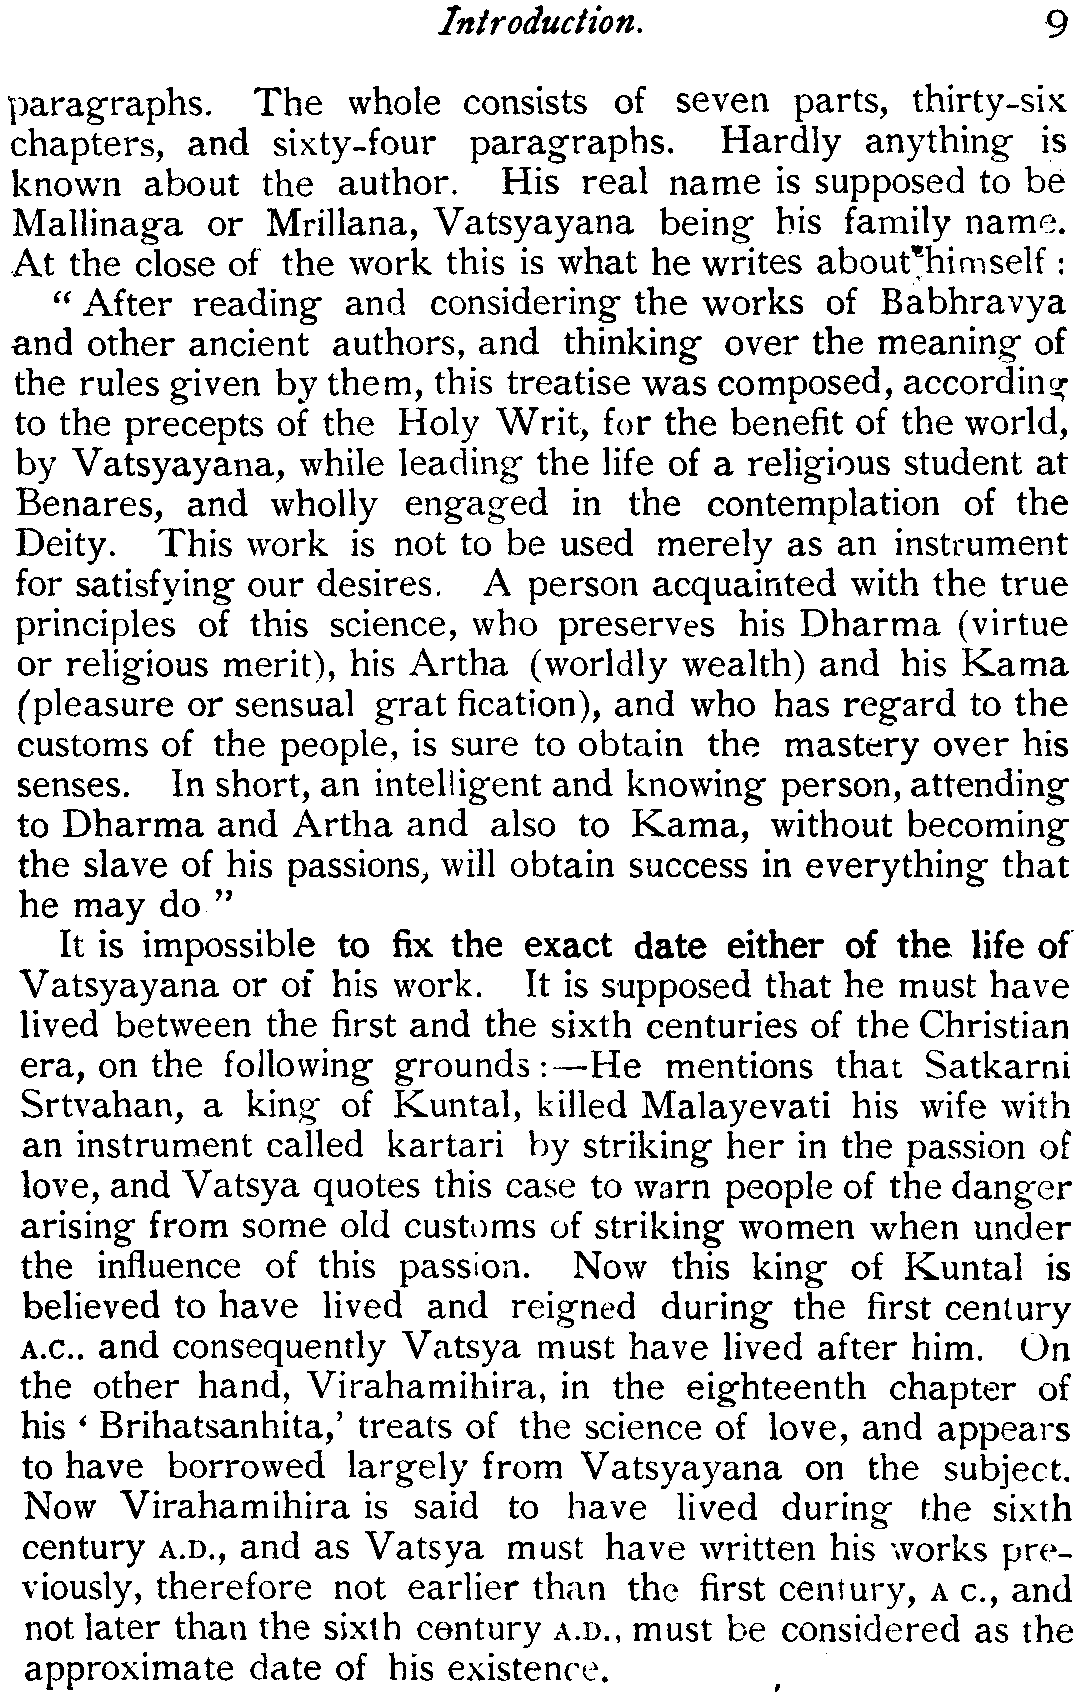 Introduction. 9
paragraphs. The whole consists of seven parts, thirty-six
chapters, and sixty-four paragraphs. Hardly anything is
known about the author. His real name is supposed to be
Mallinaga or Mrillana, Vatsyayana being his family name.
At the close of the work this is what he writes about himself :
“ After reading and considering the works of Babhravya
and other ancient authors, and thinking over the meaning of
the rules given by them, this treatise was composed, according
to the precepts of the Holy Writ, for the benefit of the world,
by Vatsyayana, while leading the life of a religious student at
Benares, and wholly engaged in the contemplation of the
Deity. This work is not to be used merely as an instrument
for satisfying our desires. A person acquainted with the true
principles of this science, who preserves his Dharma (virtue
or religious merit), his Artha (worldly wealth) and his Kama
(pleasure or sensual grat fication), and who has regard to the
customs of the people, is sure to obtain the mastery over his
senses. In short, an intelligent and knowing person, attending
to Dharma and Artha and also to Kama, without becoming
the slave of his passions, will obtain success in everything that
he may do ”
It is impossible to fix the exact date either of the life of
Vatsyayana or of his work. It is supposed that he must have
lived between the first and the sixth centuries of the Christian
era, on the following grounds :—He mentions that Satkarni
Srtvahan, a king of Kuntal, killed Malayevati his wife with
an instrument called kartari by striking her in the passion of
love, and Vatsya quotes this case to warn people of the danger
arising from some old customs of striking women when under
the influence of this passion. Now this king of Kuntal is
believed to have lived and reigned during the first century
A.C.. and consequently Vatsya must have lived after him. On
the other hand, Virahamihira, in the eighteenth chapter of
his ‘ Brihatsanhita,’ treats of the science of love, and appears
to have borrowed largely from Vatsyayana on the subject.
Now Virahamihira is said to have lived during the sixth
century A.D., and as Vatsya must have written his works pre-
viously, therefore not earlier than the first century, A C., and
not later than the sixth century A.D., must be considered as the
approximate date of his existence.